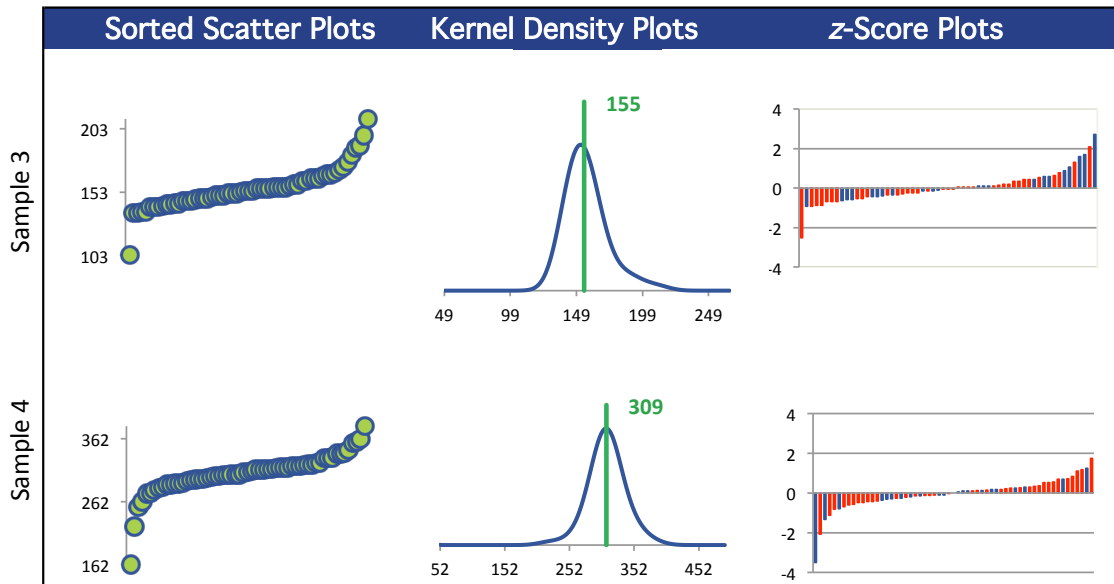 Sorted Scatter Plots
Kernel Density Plots
z-Score Plots
Sample 3
203
153
103
155
49 99 149 199 249
4
2
0
-2
-4
Sample 4
362
262
162
309
52 152 252 352 452
4
2
0
-2
-4